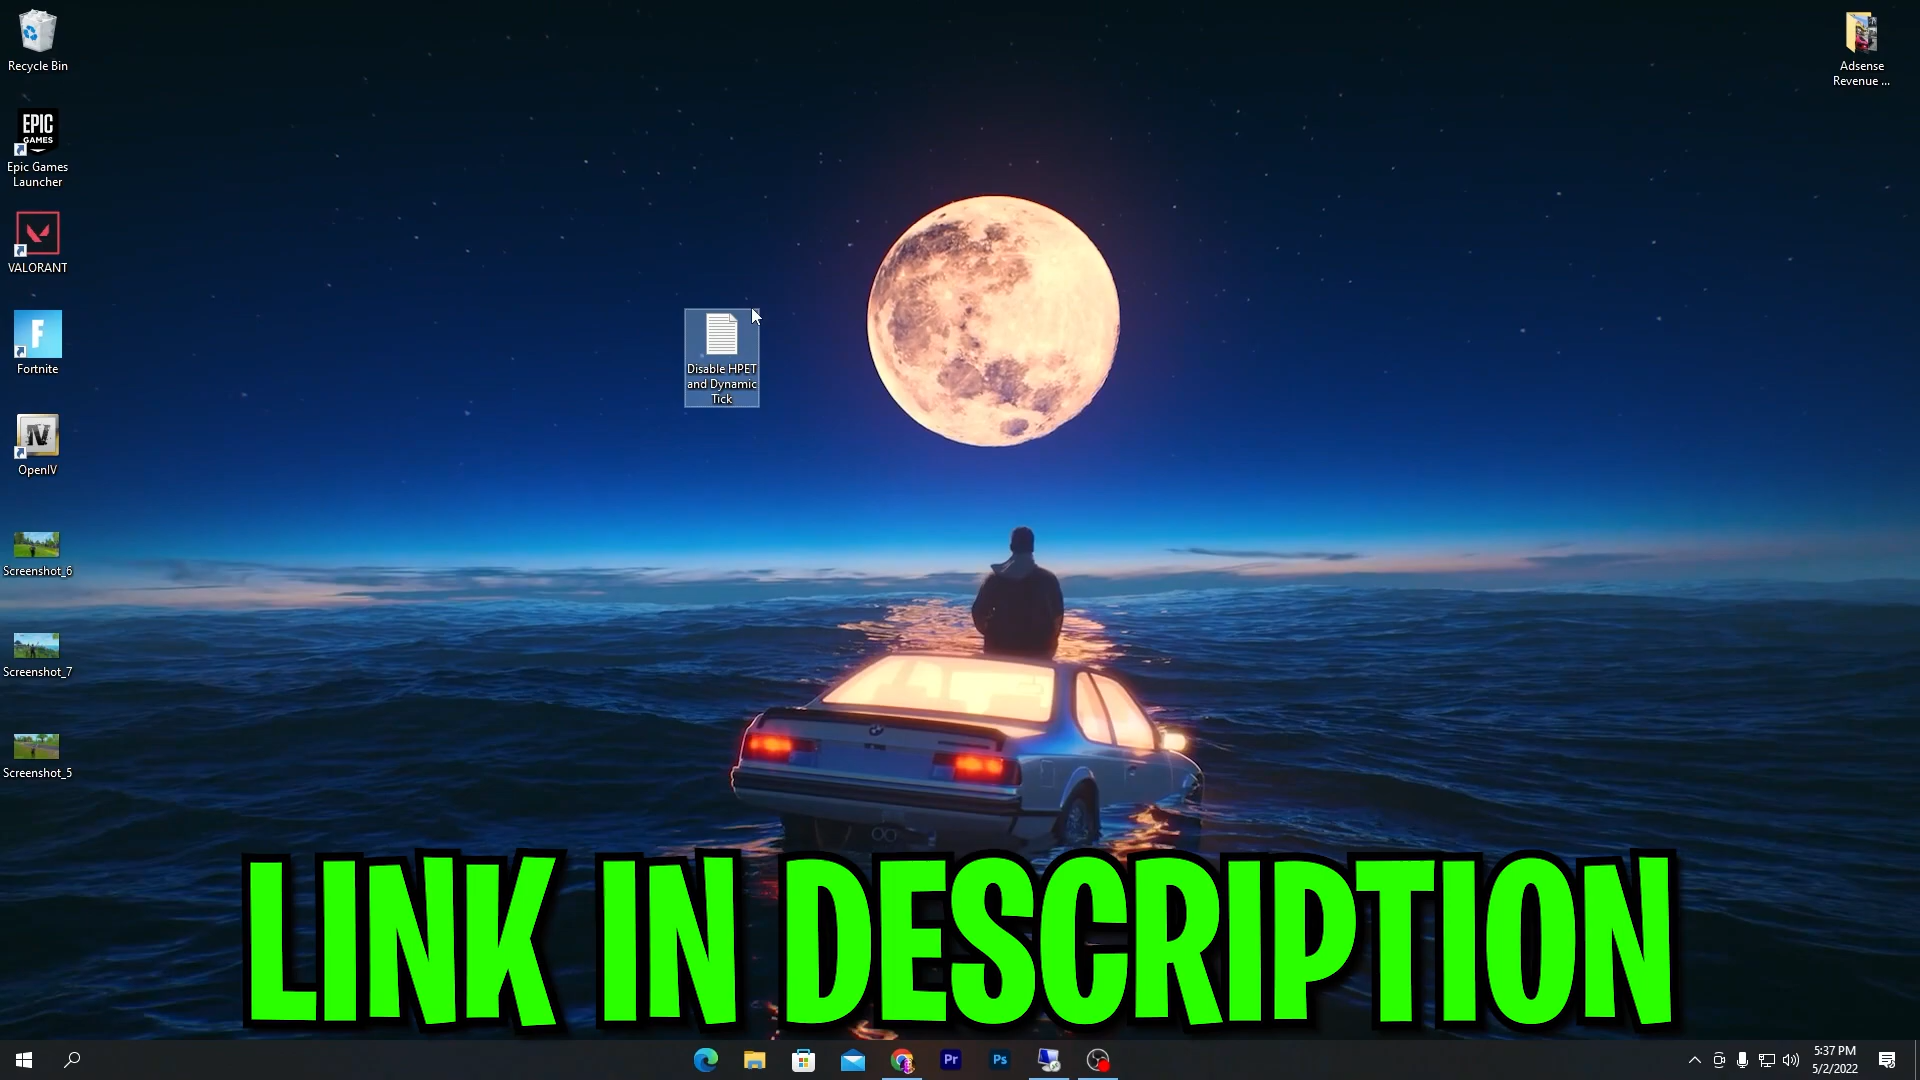 Recycle Bin
Adsense
Revenue ...
EPIC
GAMES
Epic Games
Launcher
VALORANT
F
Fortnite
Disable HPET
and Dynamic
Tick
IV
OpenIV
Screenshot_6
Screenshot_7
Screenshot_5
LINK IN DESCRIPTION
Pr
Ps
5:37 PM
5/2/2022